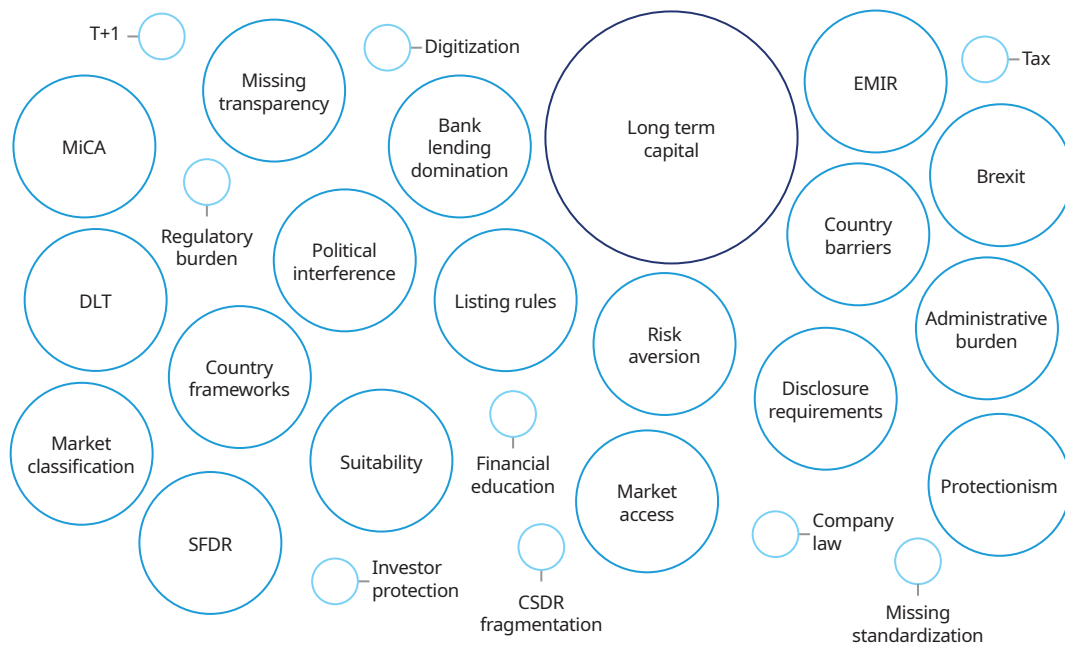 T+1
Missing
transparency
Digitization
Long term
capital
EMIR
Tax
MiCA
Bank
lending
domination
Brexit
Regulatory
burden
Political
interference
Country
barriers
DLT
Listing rules
Risk
aversion
Administrative
burden
Country
frameworks
Disclosure
requirements
Market
classification
Suitability
Financial
education
Market
access
Protectionism
SFDR
Investor
protection
CSDR
fragmentation
Company
law
Missing
standardization